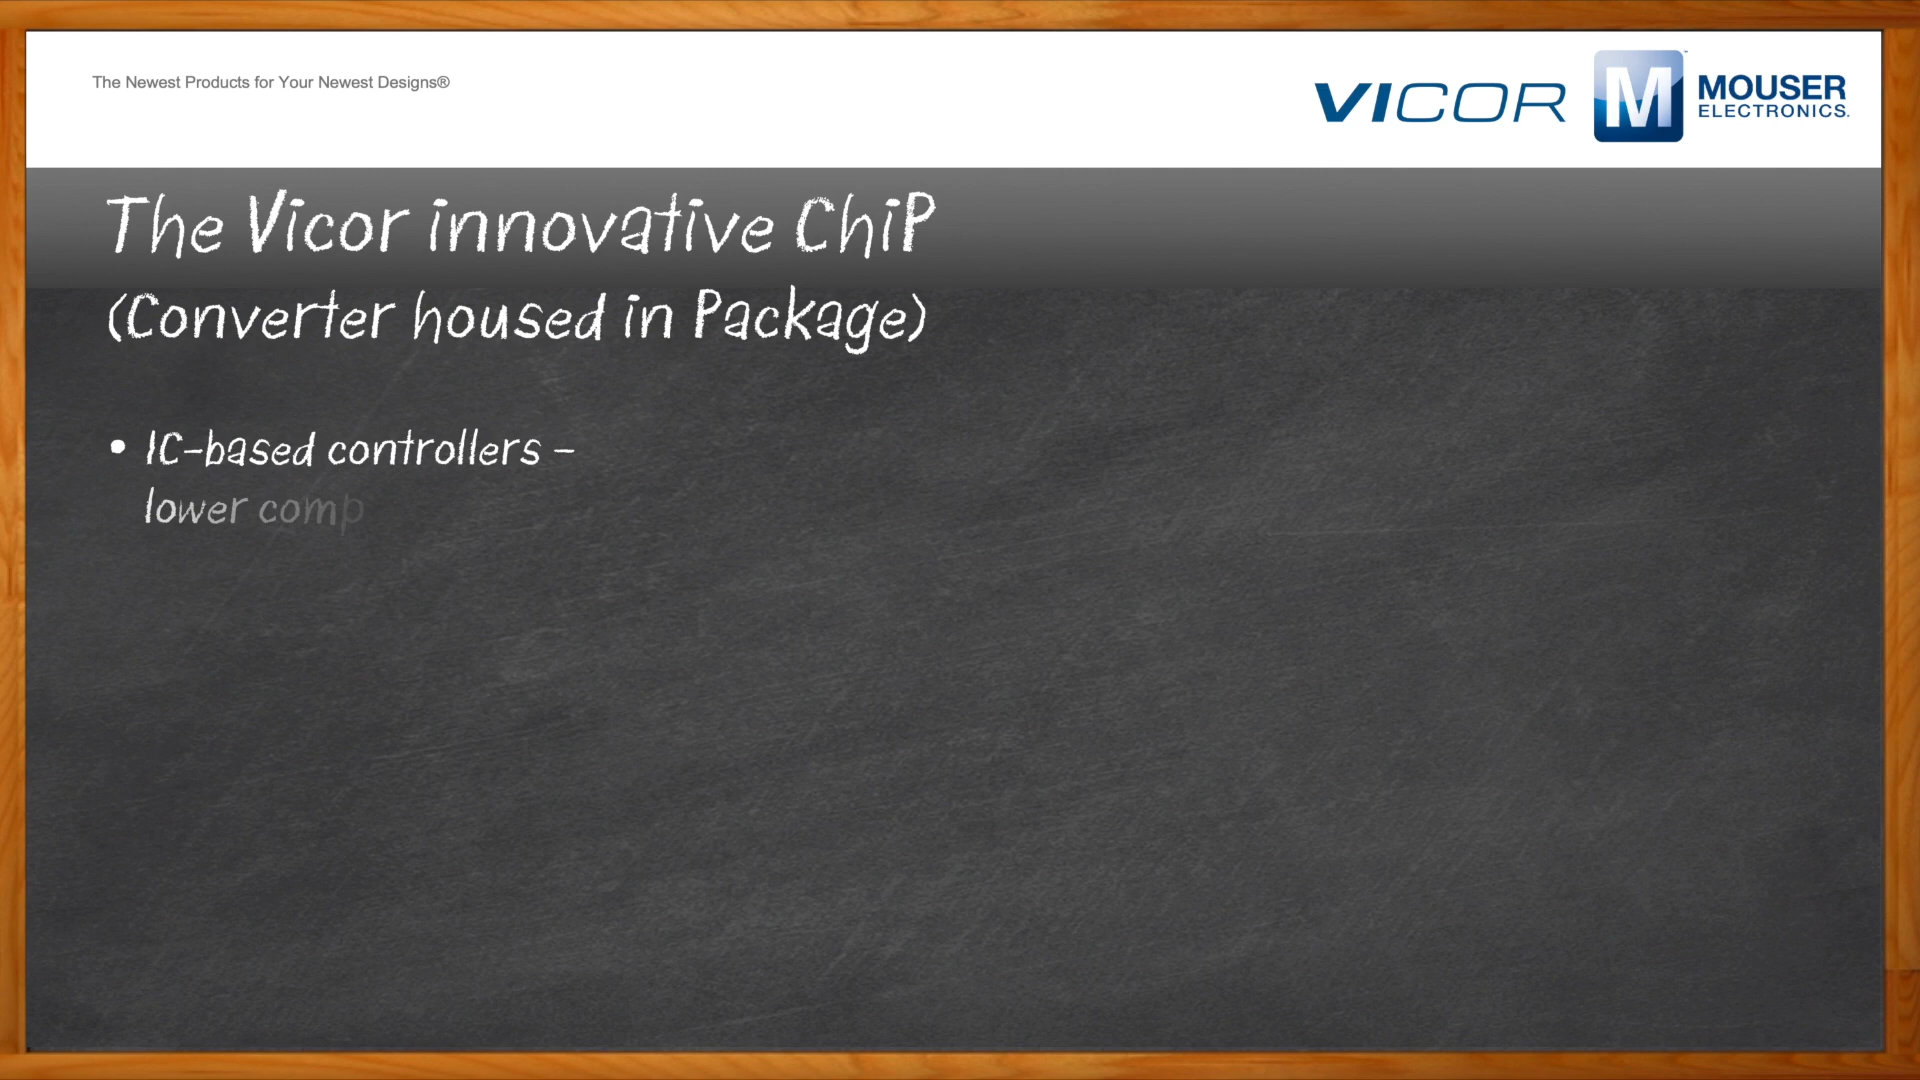 The Newest Products for Your Newest Designs®
VICOR
M
MOUSER
ELECTRONICS.
The Vicor innovative ChiP
(Converter housed in Package)
• IC-based controllers –
lower comp